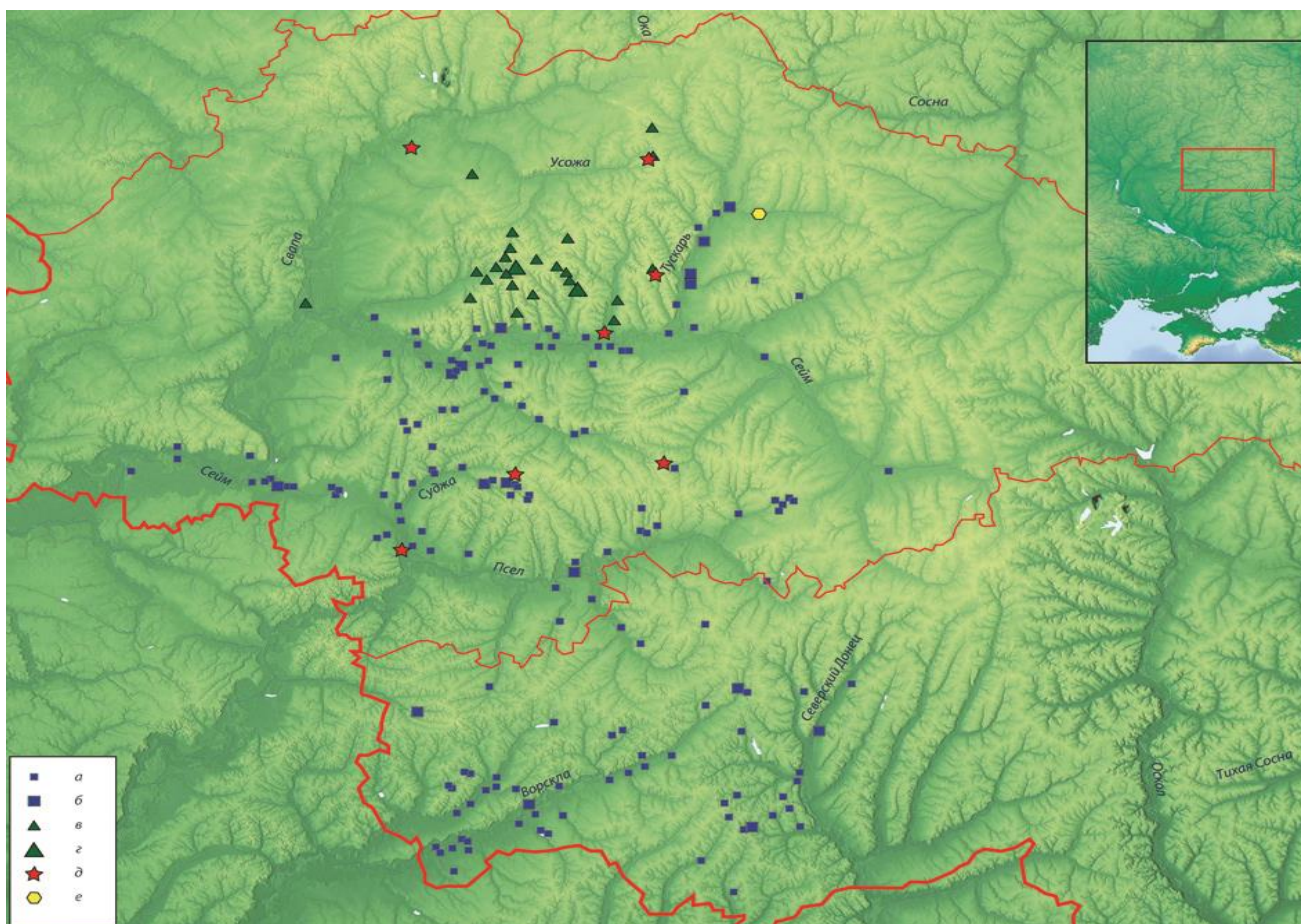 Ока
Сосна
Усожа
Свапа
Тускарь
Сейм
Сейм
Суджа
Псел
Северский Донец
Ворскла
Оскол
Тихая Сосна
а
б
в
г
д
е